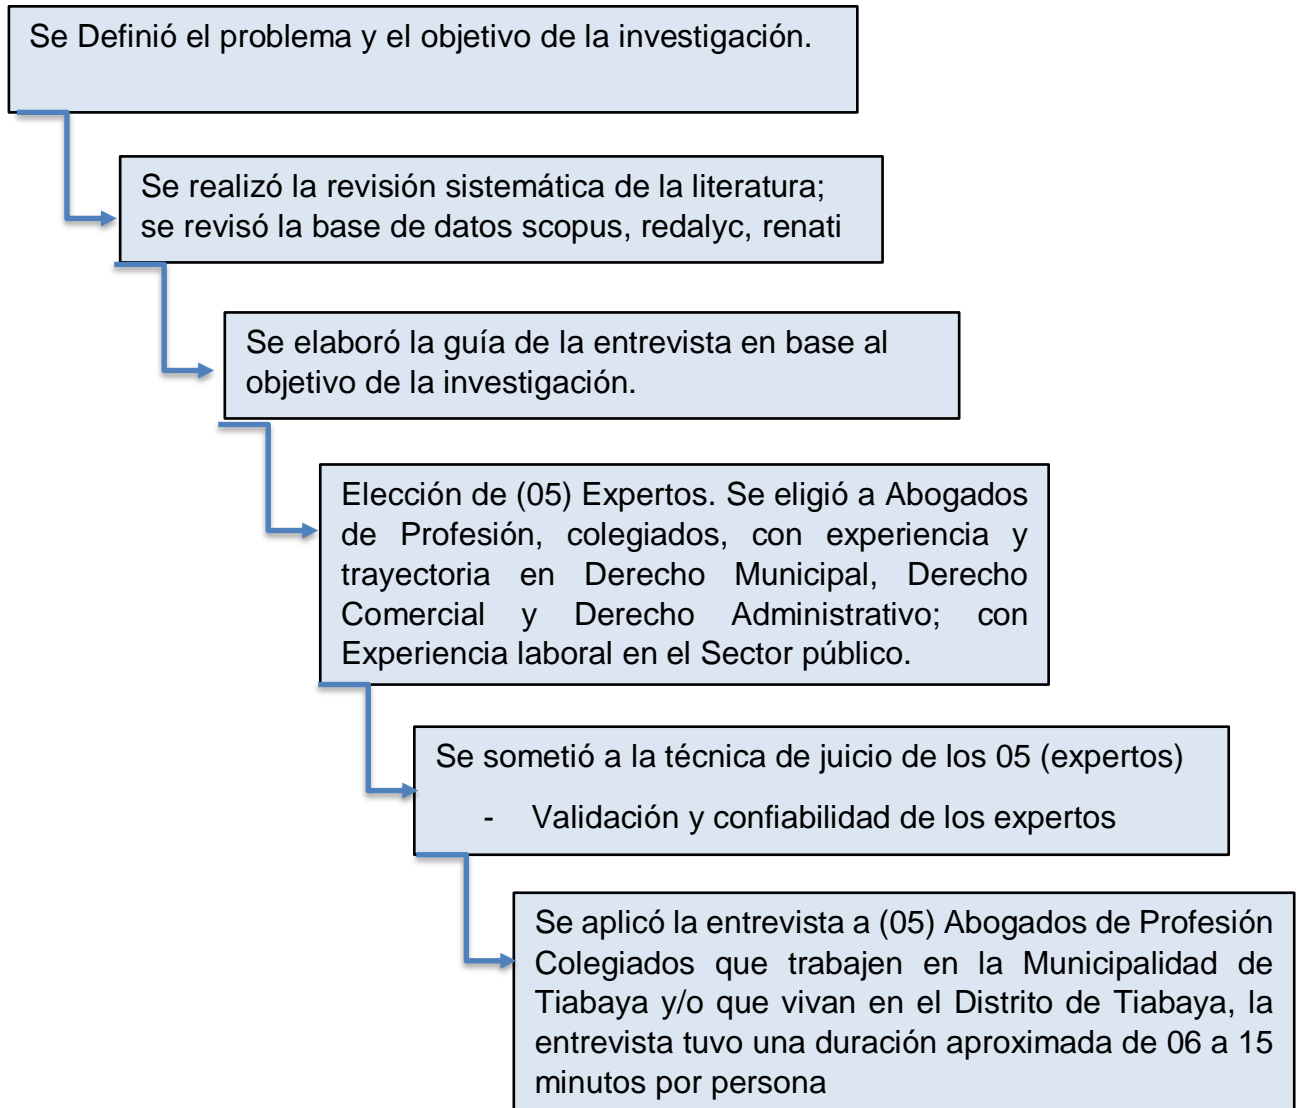 Se Definió el problema y el objetivo de la investigación.
Se realizó la revisión sistemática de la literatura;
se revisó la base de datos scopus, redalyc, renati
Se elaboró la guía de la entrevista en base al
objetivo de la investigación.
Elección de (05) Expertos. Se eligió a Abogados
de Profesión, colegiados, con experiencia y
trayectoria en Derecho Municipal, Derecho
Comercial y Derecho Administrativo; con
Experiencia laboral en el Sector público.
Se sometió a la técnica de juicio de los 05 (expertos)
- Validación y confiabilidad de los expertos
Se aplicó la entrevista a (05) Abogados de Profesión
Colegiados que trabajen en la Municipalidad de
Tiabaya y/o que vivan en el Distrito de Tiabaya, la
entrevista tuvo una duración aproximada de 06 a 15
minutos por persona